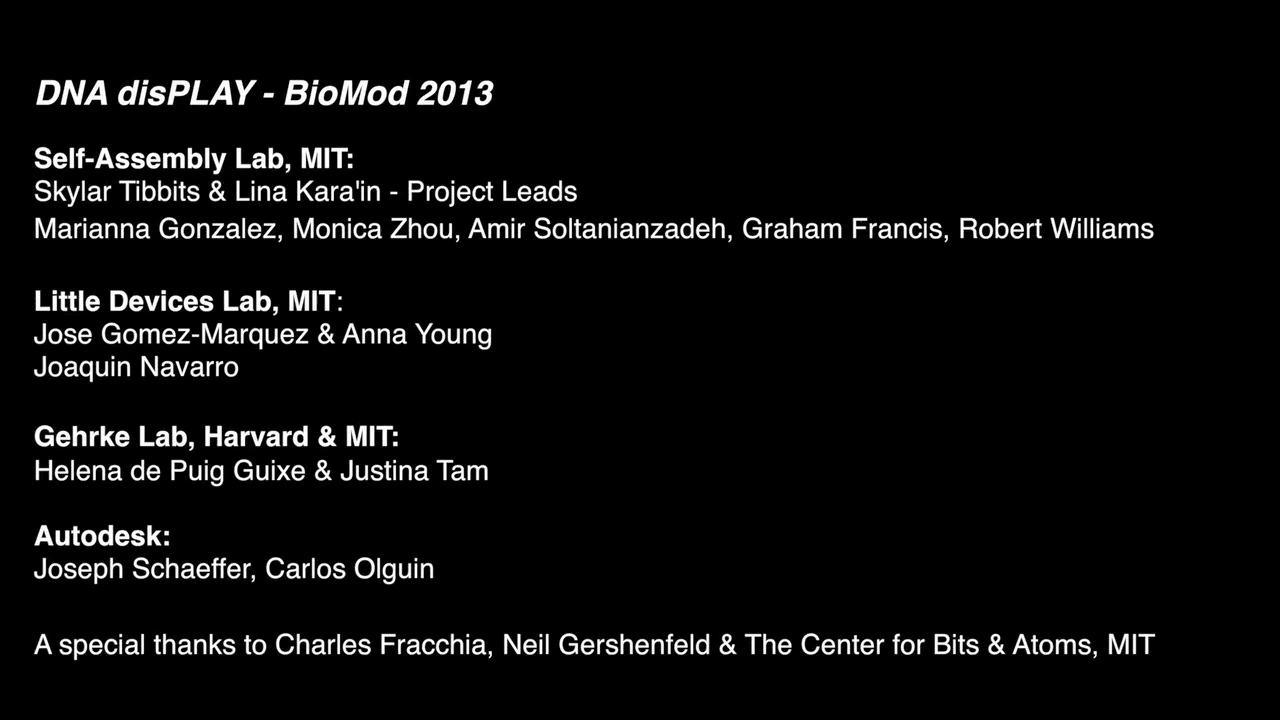 DNA disPLAY - BioMod 2013
Self-Assembly Lab, MIT:
Skylar Tibbits & Lina Kara'in - Project Leads
Marianna Gonzalez, Monica Zhou, Amir Soltanianzadeh, Graham Francis, Robert Williams
Little Devices Lab, MIT:
Jose Gomez-Marquez & Anna Young
Joaquin Navarro
Gehrke Lab, Harvard & MIT:
Helena de Puig Guixe & Justina Tam
Autodesk:
Joseph Schaeffer, Carlos Olguin
A special thanks to Charles Fracchia, Neil Gershenfeld & The Center for Bits & Atoms, MIT